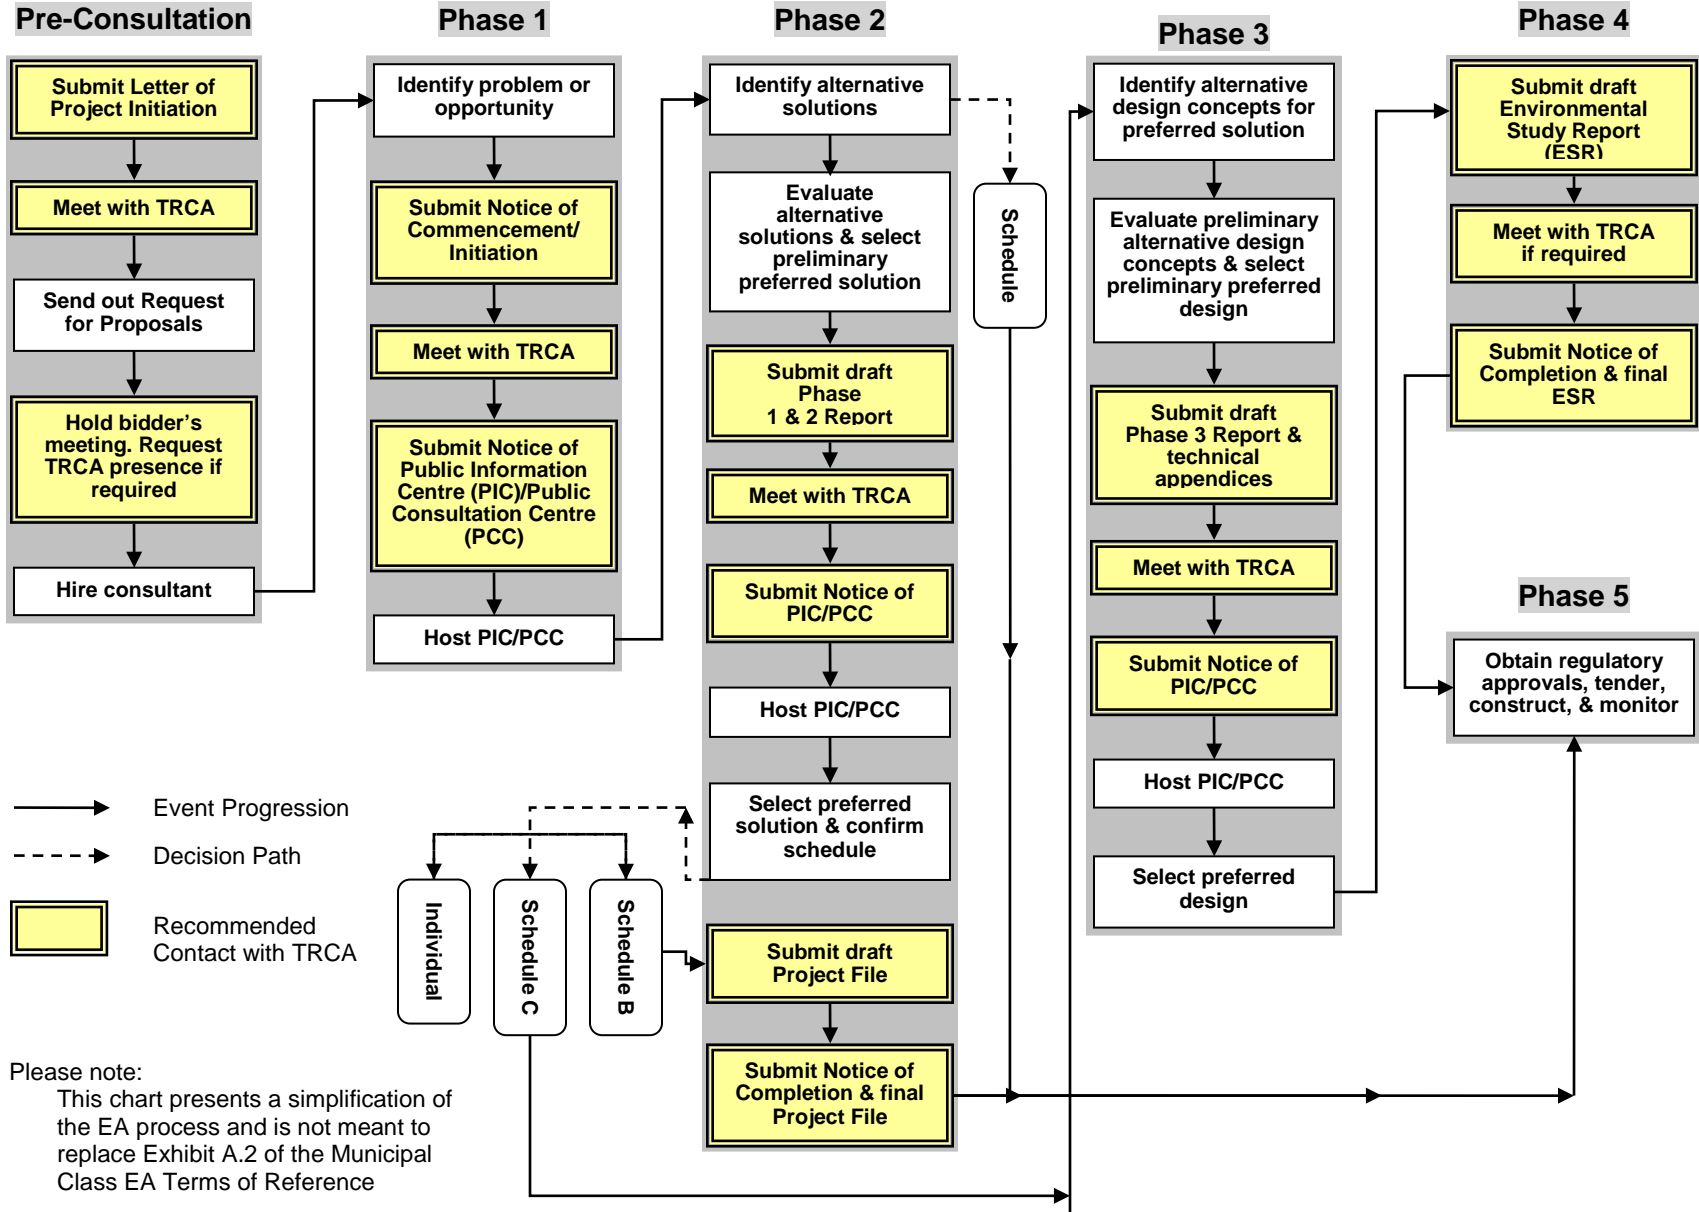 Pre-Consultation
Submit Letter of
Project Initiation
Meet with TRCA
Send out Request
for Proposals
Hold bidder's
meeting. Request
TRCA presence if
required
Hire consultant
Phase 1
Identify problem or
opportunity
Submit Notice of
Commencement/
Initiation
Meet with TRCA
Submit Notice of
Public Information
Centre (PIC)/Public
Consultation Centre
(PCC)
Host PIC/PCC
Phase 2
Identify alternative
solutions
Evaluate
alternative
solutions & select
preliminary
preferred solution
Submit draft
Phase
1 & 2 Report
Meet with TRCA
Submit Notice of
PIC/PCC
Host PIC/PCC
Select preferred
solution & confirm
schedule
Submit draft
Project File
Submit Notice of
Completion & final
Project File
Schedule
Individual
Schedule C
Schedule B
Phase 3
Identify alternative
design concepts for
preferred solution
Evaluate preliminary
alternative design
concepts & select
preliminary preferred
design
Submit draft
Phase 3 Report &
technical
appendices
Meet with TRCA
Submit Notice of
PIC/PCC
Host PIC/PCC
Select preferred
design
Phase 4
Submit draft
Environmental
Study Report
(ESR)
Meet with TRCA
if required
Submit Notice of
Completion & final
ESR
Phase 5
Obtain regulatory
approvals, tender,
construct, & monitor
Event Progression
Decision Path
Recommended
Contact with TRCA
Please note:
This chart presents a simplification of
the EA process and is not meant to
replace Exhibit A.2 of the Municipal
Class EA Terms of Reference